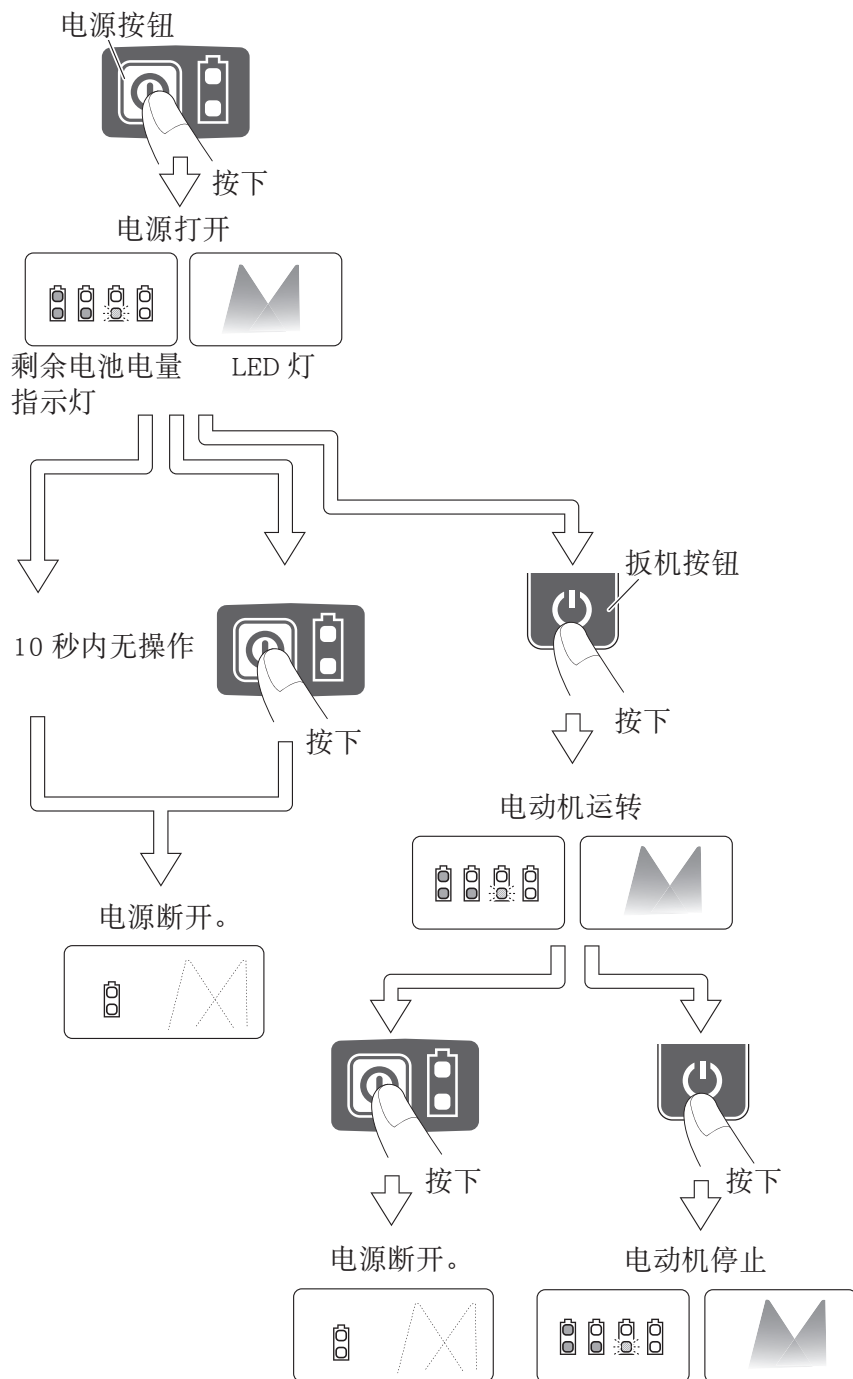 电源按钮
按下
电源打开
剩余电池电量
指示灯
LED 灯
扳机按钮
10 秒内无操作
按下
按下
电动机运转
电源断开。
按下
按下
电源断开。
电动机停止